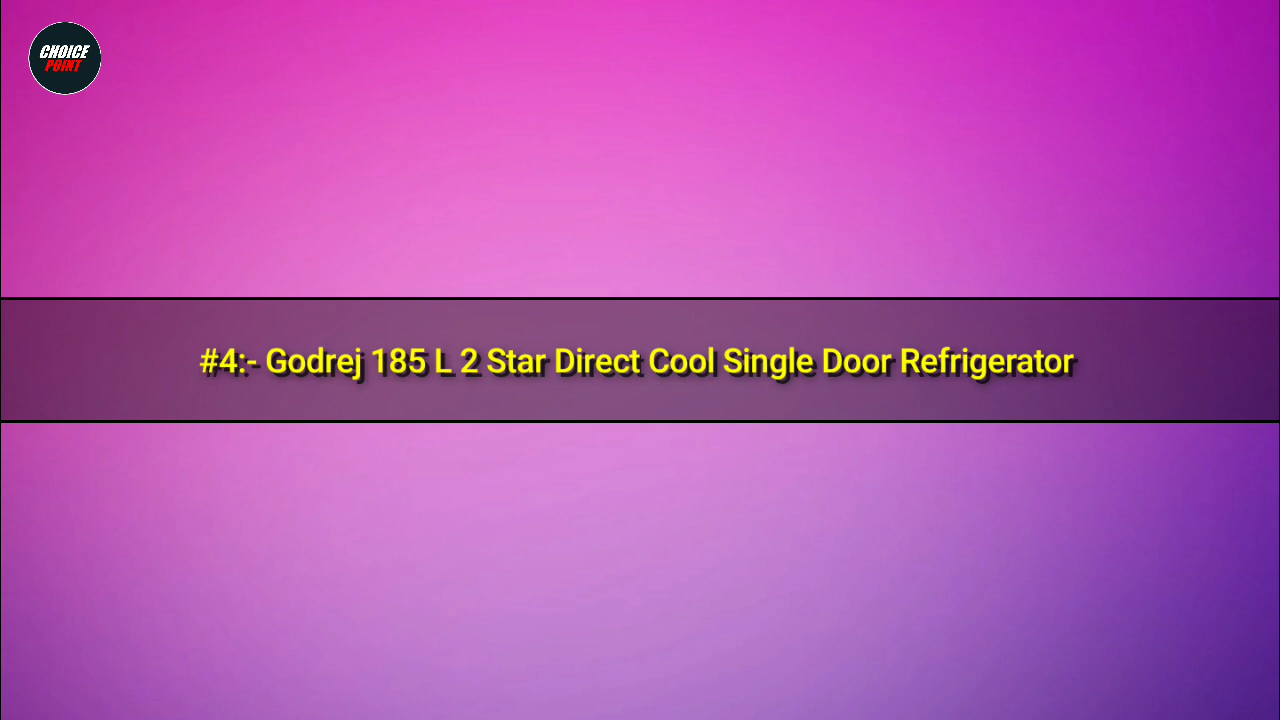 CHOICE
POINT
#4:- Godrej 185 L 2 Star Direct Cool Single Door Refrigerator